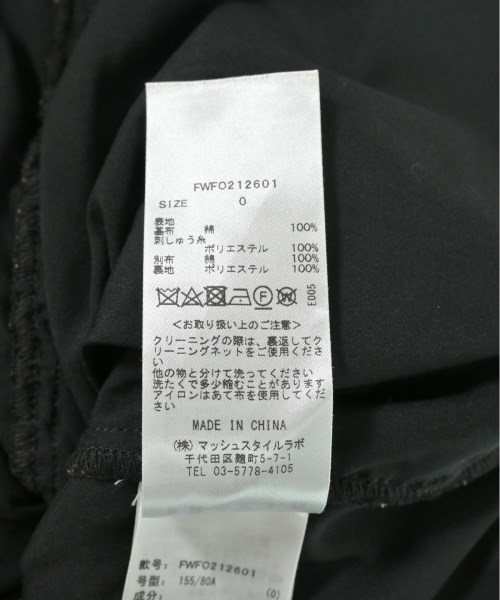 FWFO212601
SIZE 0
表地
基布 綿 100%
刺しゅう糸
ポリエステル 100%
別布 綿 100%
裏地 ポリエステル 100%
F W
E005
<お取り扱い上のご注意>
クリーニングの際は、裏返してク
リーニングネットをご使用くださ
い
他の物と分けて洗ってください
洗たくで多少縮むことがあります
アイロンはあて布を使用してくだ
さい
MADE IN CHINA
(株)マッシュスタイルラボ
千代田区麹町5-7-1
TEL 03-5778-4105
款号: FWFO212601
号型: 155/80A
成分: (0)